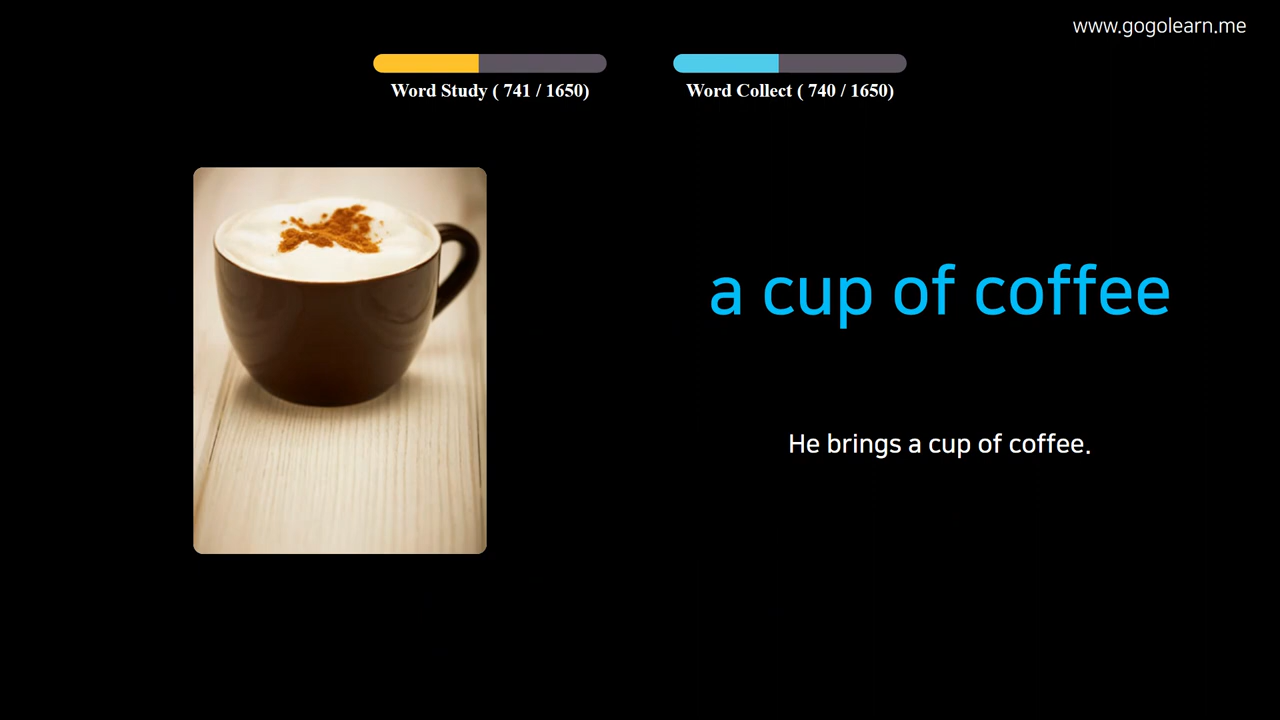 www.gogolearn.me
Word Study ( 741 / 1650)
Word Collect ( 740 / 1650)
a cup of coffee
He brings a cup of coffee.